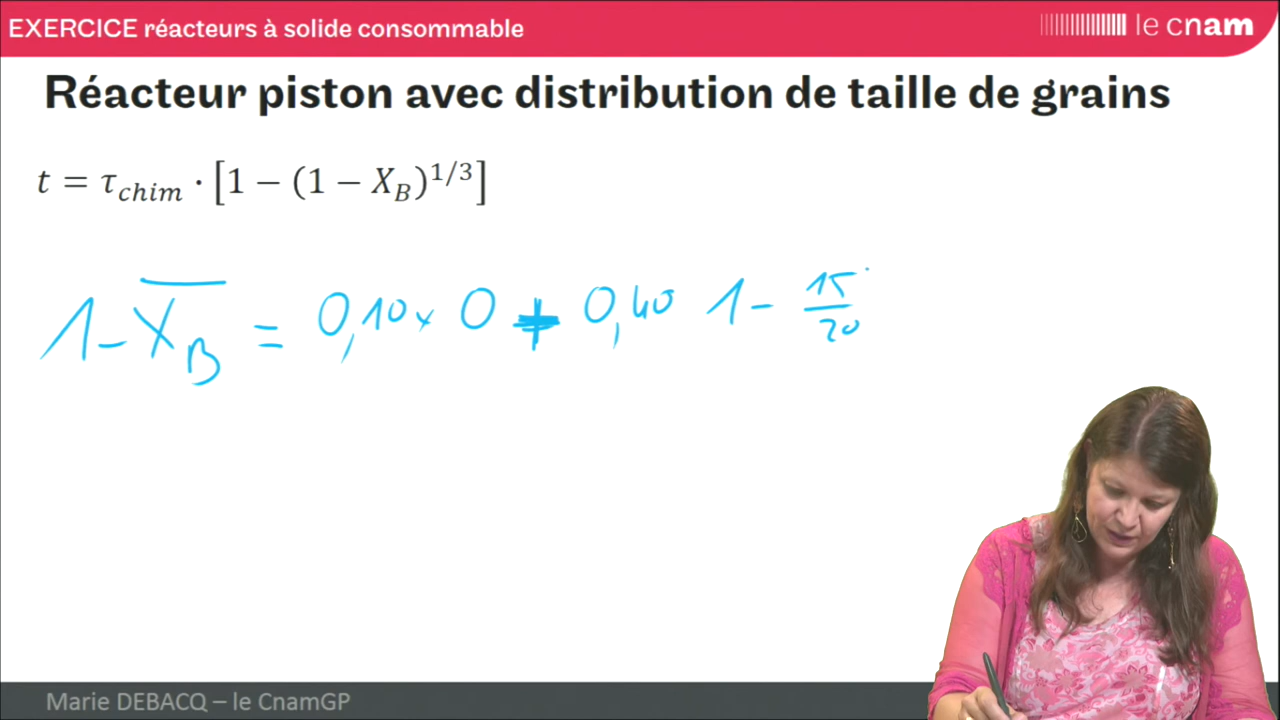 EXERCICE réacteurs à solide consommable
le cnam
Réacteur piston avec distribution de taille de grains
t = τ_chim · [1 − (1 − X_B)^{1/3}]
1 - X̅_B = 0,10 x 0 + 0,40 1 - 15/20
Marie DEBACQ – le CnamGP